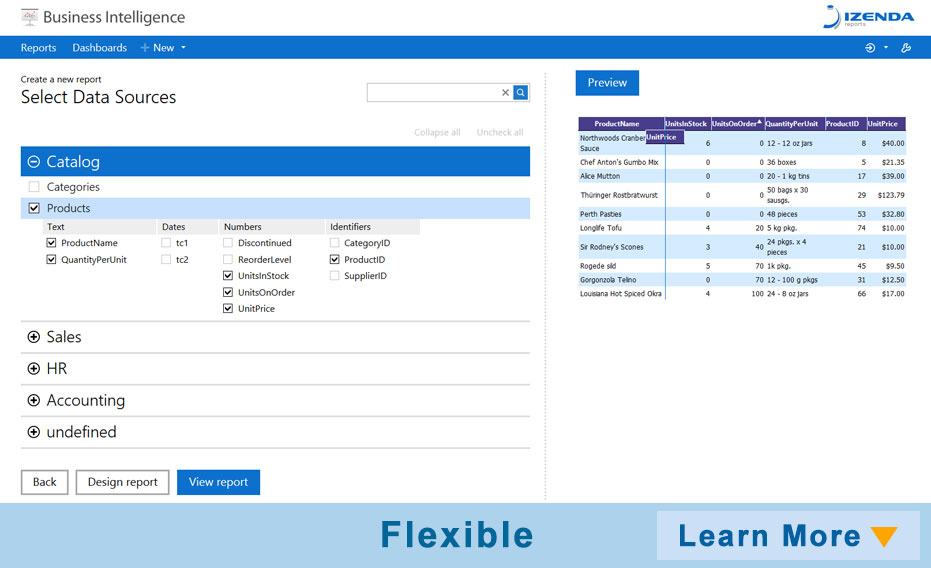 Business Intelligence
IZENDA
reports
Reports Dashboards New
Create a new report
Select Data Sources
Collapse all Uncheck all
Catalog
Categories
Products
Text Dates Numbers Identifiers
ProductName tc1 Discontinued CategoryID
QuantityPerUnit tc2 ReorderLevel ProductID
UnitsInStock SupplierID
UnitsOnOrder
UnitPrice
Sales
HR
Accounting
undefined
Back Design report View report
Preview
ProductName UnitsInStock UnitsOnOrder QuantityPerUnit ProductID UnitPrice
UnitPrice
Northwoods Cranber
Sauce 6 0 12 - 12 oz jars 8 $40.00
Chef Anton's Gumbo Mix 0 0 36 boxes 5 $21.35
Alice Mutton 0 0 20 - 1 kg tins 17 $39.00
Thüringer Rostbratwurst 0 0 50 bags x 30 29 $123.79
sausgs.
Perth Pasties 0 0 48 pieces 53 $32.80
Longlife Tofu 4 20 5 kg pkg. 74 $10.00
Sir Rodney's Scones 3 40 24 pkgs. x 4 21 $10.00
pieces
Rogede sild 5 70 1k pkg. 45 $9.50
Gorgonzola Telino 0 70 12 - 100 g pkgs 31 $12.50
Louisiana Hot Spiced Okra 4 100 24 - 8 oz jars 66 $17.00
Flexible
Learn More